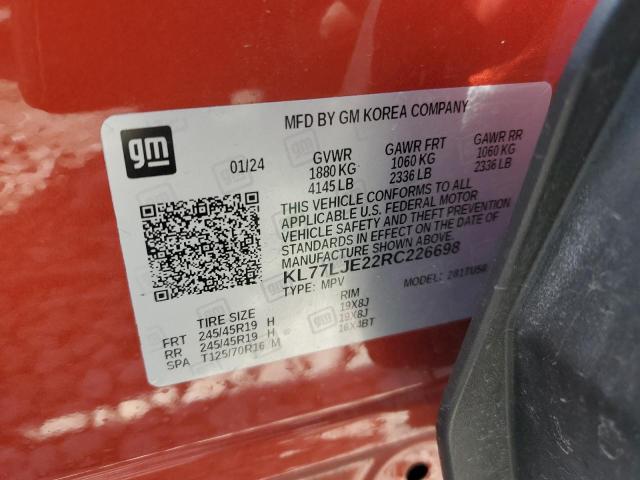 MFD BY GM KOREA COMPANY
gm
01/24
GVWR GAWR FRT GAWR RR
1880 KG 1060 KG 1060 KG
4145 LB 2336 LB 2336 LB
THIS VEHICLE CONFORMS TO ALL
APPLICABLE U.S. FEDERAL MOTOR
VEHICLE SAFETY AND THEFT PREVENTION
STANDARDS IN EFFECT ON THE DATE OF
MANUFACTURE SHOWN ABOVE.
KL77LJE22RC226698
TYPE: MPV MODEL:
TIRE SIZE RIM
FRT 245/45R19 H 19X8J
RR 245/45R19 H 19X8J
SPA T125/70R16 M 16X4BT